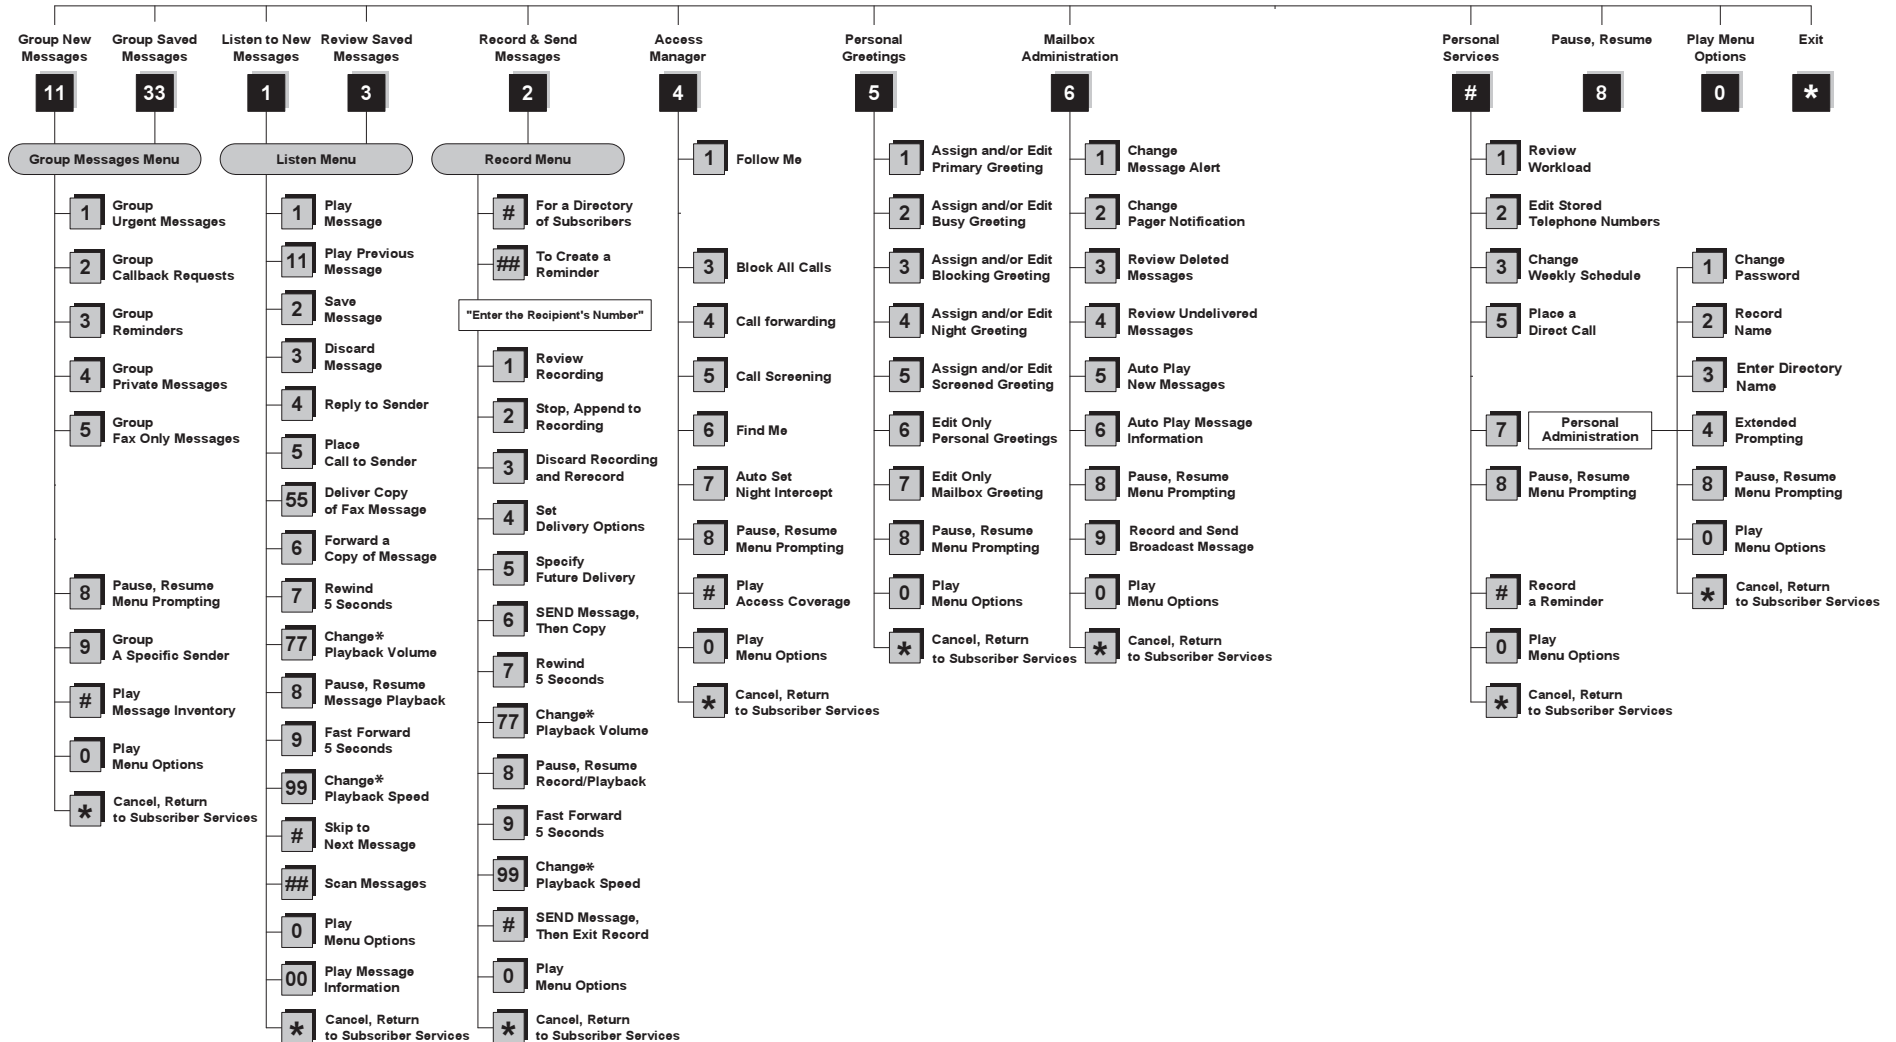 Group New
Messages
11
Group Saved
Messages
33
Listen to New
Messages
1
Review Saved
Messages
3
Record & Send
Messages
2
Access
Manager
4
Personal
Greetings
5
Mailbox
Administration
6
Personal
Services
#
Pause, Resume
8
Play Menu
Options
0
Exit
*
Group Messages Menu
1
Group
Urgent Messages
2
Group
Callback Requests
3
Group
Reminders
4
Group
Private Messages
5
Group
Fax Only Messages
8
Pause, Resume
Menu Prompting
9
Group
A Specific Sender
#
Play
Message Inventory
0
Play
Menu Options
*
Cancel, Return
to Subscriber Services
Listen Menu
1
Play
Message
11
Play Previous
Message
2
Save
Message
3
Discard
Message
4
Reply to Sender
5
Place
Call to Sender
55
Deliver Copy
of Fax Message
6
Forward a
Copy of Message
7
Rewind
5 Seconds
77
Change*
Playback Volume
8
Pause, Resume
Message Playback
9
Fast Forward
5 Seconds
99
Change*
Playback Speed
#
Skip to
Next Message
##
Scan Messages
0
Play
Menu Options
00
Play Message
Information
*
Cancel, Return
to Subscriber Services
Record Menu
#
For a Directory
of Subscribers
##
To Create a
Reminder
"Enter the Recipient's Number"
1
Review
Recording
2
Stop, Append to
Recording
3
Discard Recording
and Rerecord
4
Set
Delivery Options
5
Specify
Future Delivery
6
SEND Message,
Then Copy
7
Rewind
5 Seconds
77
Change*
Playback Volume
8
Pause, Resume
Record/Playback
9
Fast Forward
5 Seconds
99
Change*
Playback Speed
#
SEND Message,
Then Exit Record
0
Play
Menu Options
*
Cancel, Return
to Subscriber Services
1
Follow Me
3
Block All Calls
4
Call forwarding
5
Call Screening
6
Find Me
7
Auto Set
Night Intercept
8
Pause, Resume
Menu Prompting
#
Play
Access Coverage
0
Play
Menu Options
*
Cancel, Return
to Subscriber Services
1
Assign and/or Edit
Primary Greeting
2
Assign and/or Edit
Busy Greeting
3
Assign and/or Edit
Blocking Greeting
4
Assign and/or Edit
Night Greeting
5
Assign and/or Edit
Screened Greeting
6
Edit Only
Personal Greetings
7
Edit Only
Mailbox Greeting
8
Pause, Resume
Menu Prompting
0
Play
Menu Options
*
Cancel, Return
to Subscriber Services
1
Change
Message Alert
2
Change
Pager Notification
3
Review Deleted
Messages
4
Review Undelivered
Messages
5
Auto Play
New Messages
6
Auto Play Message
Information
8
Pause, Resume
Menu Prompting
9
Record and Send
Broadcast Message
0
Play
Menu Options
*
Cancel, Return
to Subscriber Services
1
Review
Workload
2
Edit Stored
Telephone Numbers
3
Change
Weekly Schedule
5
Place a
Direct Call
7
Personal
Administration
8
Pause, Resume
Menu Prompting
#
Record
a Reminder
0
Play
Menu Options
*
Cancel, Return
to Subscriber Services
1
Change
Password
2
Record
Name
3
Enter Directory
Name
4
Extended
Prompting
8
Pause, Resume
Menu Prompting
0
Play
Menu Options
*
Cancel, Return
to Subscriber Services